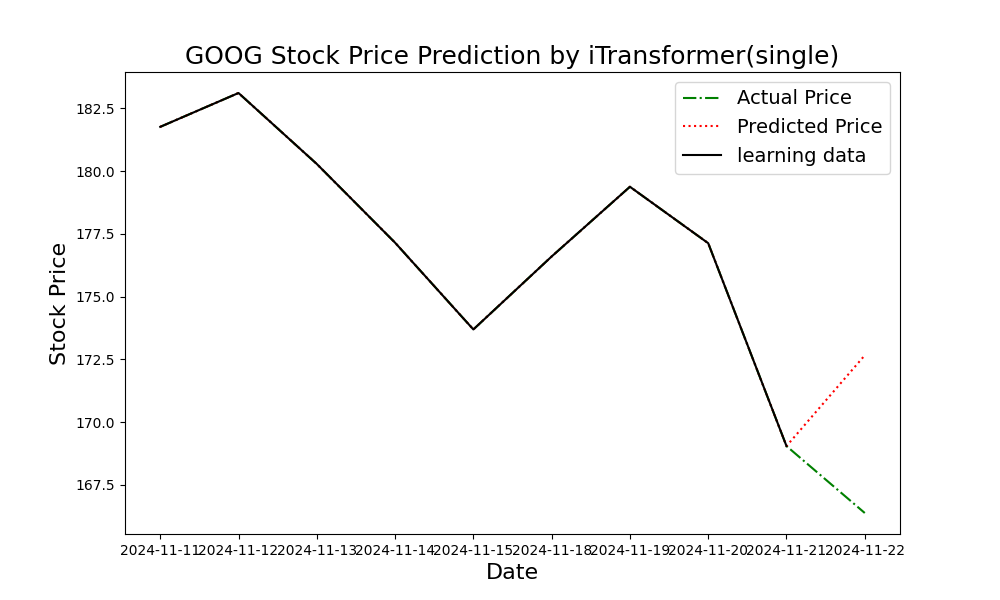 GOOG Stock Price Prediction by iTransformer(single)
Actual Price
Predicted Price
learning data
Stock Price
182.5
180.0
177.5
175.0
172.5
170.0
167.5
2024-11-11 2024-11-12 2024-11-13 2024-11-14 2024-11-15 2024-11-18 2024-11-19 2024-11-20 2024-11-21 2024-11-22
Date